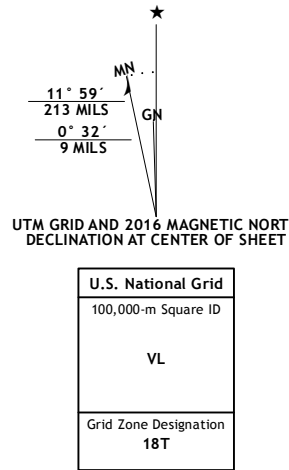 MN
GN
11° 59´
213 MILS
0° 32´
9 MILS
UTM GRID AND 2016 MAGNETIC NORT
DECLINATION AT CENTER OF SHEET
U.S. National Grid
100,000-m Square ID
VL
Grid Zone Designation
18T